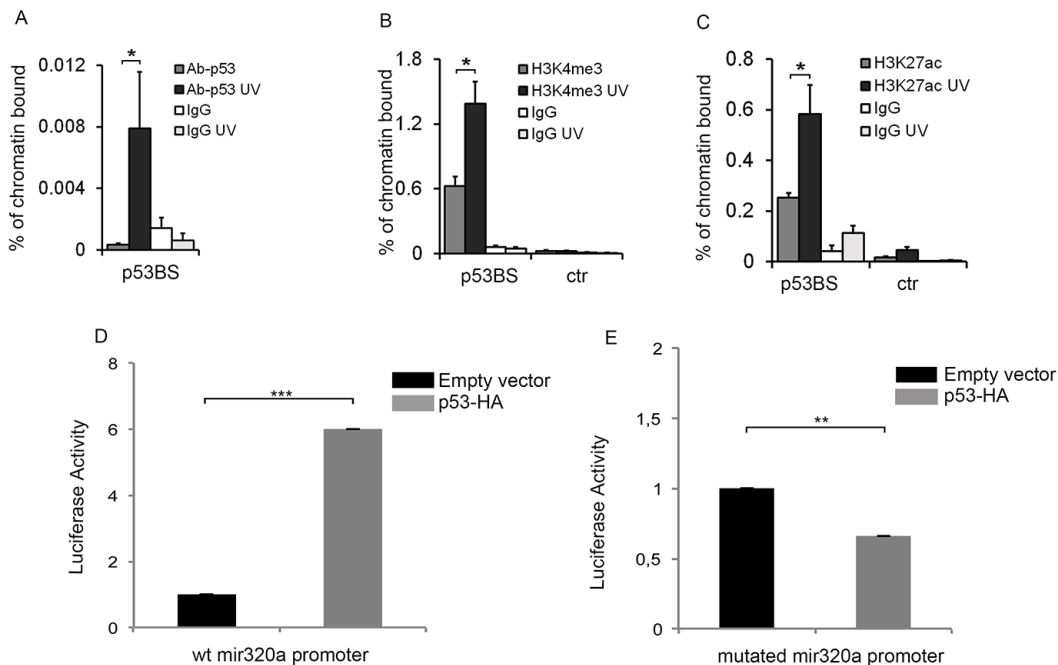 A
% of chromatin bound
0.012
0.008
0.004
0
*
Ab-p53
Ab-p53 UV
IgG
IgG UV
p53BS
B
% of chromatin bound
1.8
1.2
0.6
0
*
H3K4me3
H3K4me3 UV
IgG
IgG UV
p53BS ctr
C
% of chromatin bound
0.8
0.6
0.4
0.2
0
*
H3K27ac
H3K27ac UV
IgG
IgG UV
p53BS ctr
D
Luciferase Activity
8
6
4
2
0
***
Empty vector
p53-HA
wt mir320a promoter
E
Luciferase Activity
2
1,5
1
0,5
0
**
Empty vector
p53-HA
mutated mir320a promoter